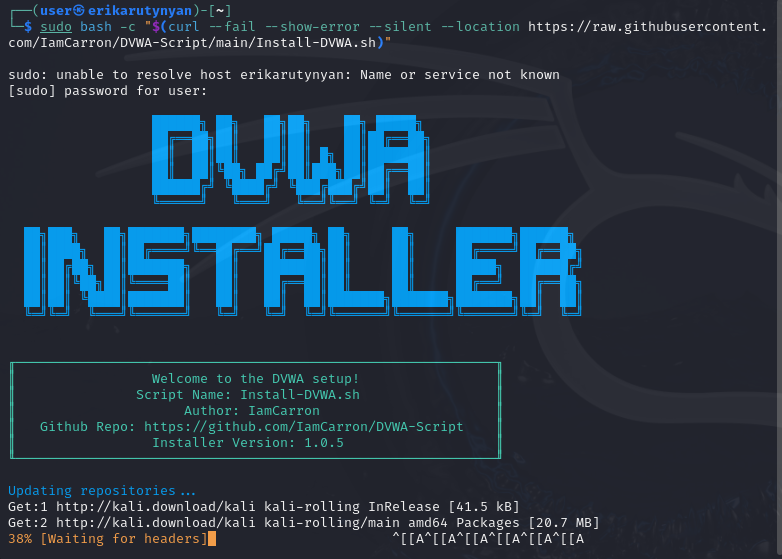 ┌──(user㉿erikarutynyan)-[~]
└─$ sudo bash -c "$(curl --fail --show-error --silent --location https://raw.githubusercontent.
com/IamCarron/DVWA-Script/main/Install-DVWA.sh)"
sudo: unable to resolve host erikarutynyan: Name or service not known
[sudo] password for user:
DVWA
INSTALLER
Welcome to the DVWA setup!
Script Name: Install-DVWA.sh
Author: IamCarron
Github Repo: https://github.com/IamCarron/DVWA-Script
Installer Version: 1.0.5
Updating repositories...
Get:1 http://kali.download/kali kali-rolling InRelease [41.5 kB]
Get:2 http://kali.download/kali kali-rolling/main amd64 Packages [20.7 MB]
38% [Waiting for headers] ^[[A^[[A^[[A^[[A^[[A^[[A